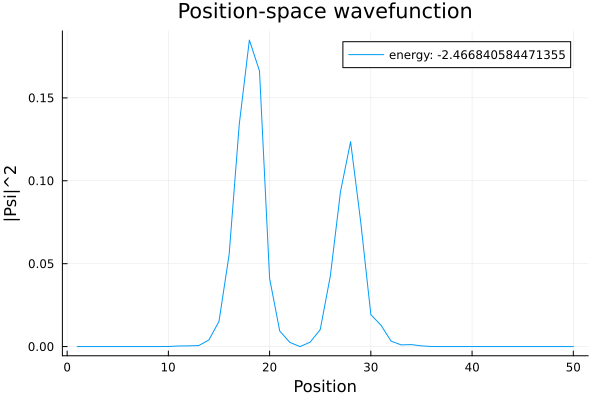 Position-space wavefunction
energy: -2.466840584471355
|Psi|^2
0.15
0.10
0.05
0.00
0 10 20 30 40 50
Position